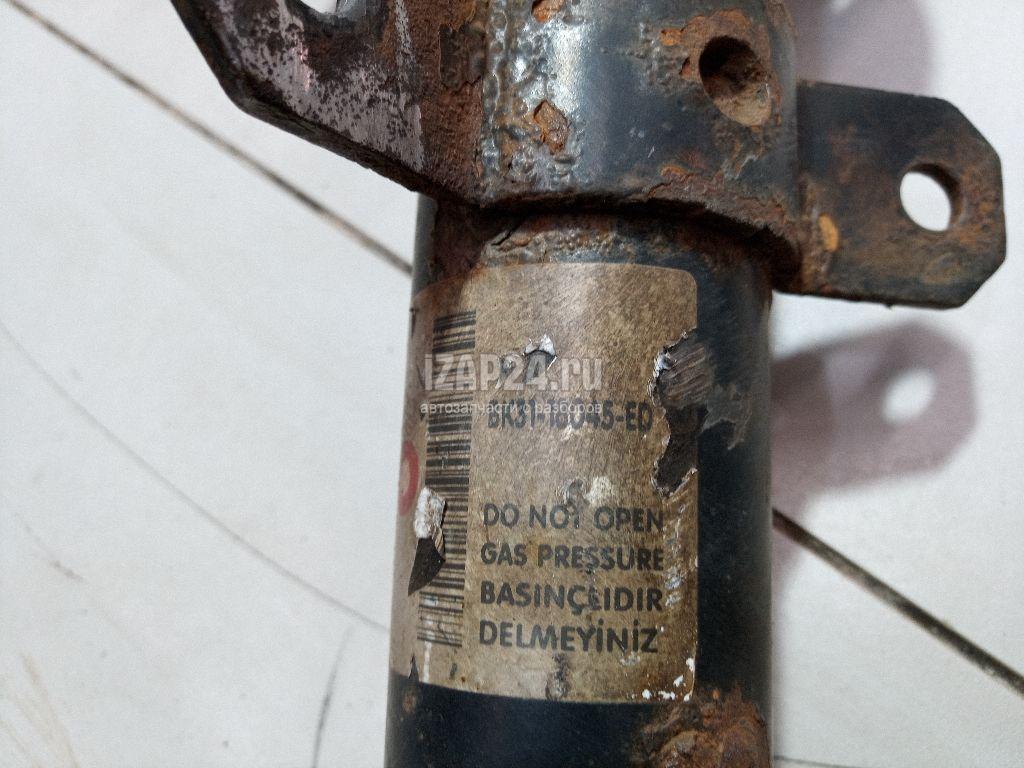 iZAP24.ru
автозапчасти с разборов
BK31-18045-ED
DO NOT OPEN
GAS PRESSURE
BASINÇLIDIR
DELMEYİNİZ